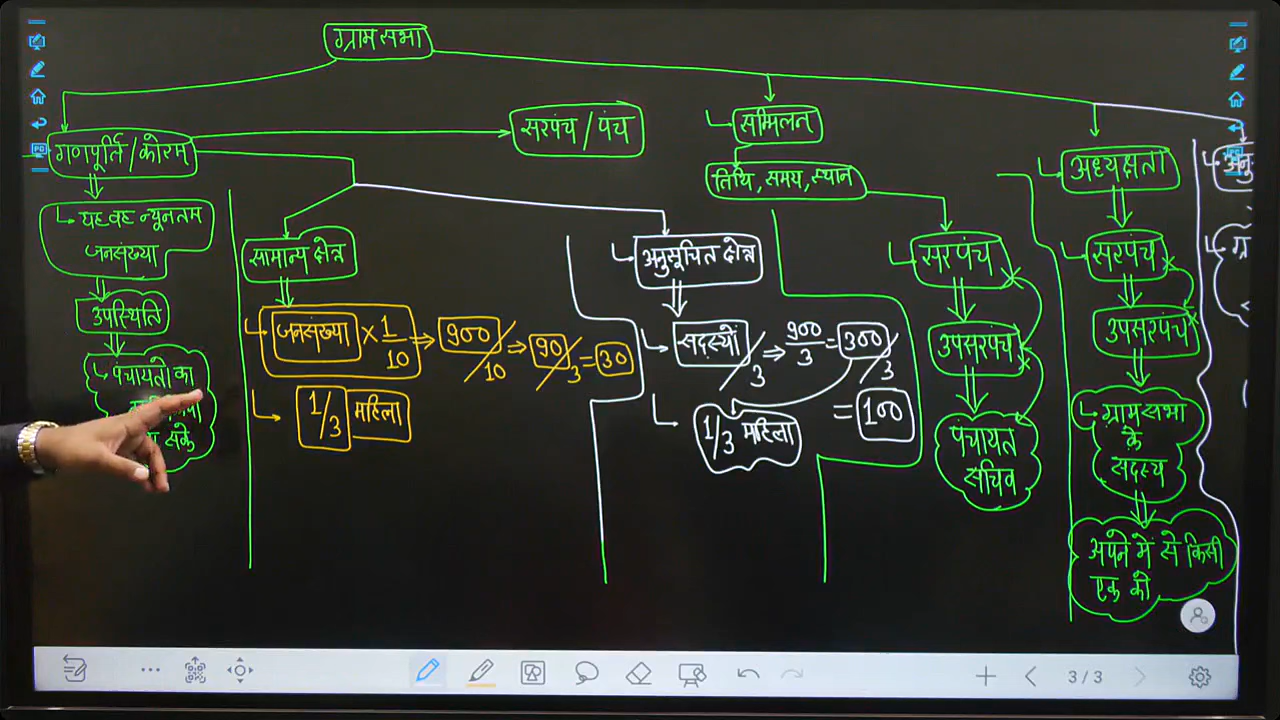 ग्रामसभा
गणपूर्ति/कोरम्
यह वह न्यूनतम
जनसंख्या
उपस्थिति
पंचायतो का
सके
सरपंच / पंच
सामान्य क्षेत्र
जनसंख्या × 1/10 ⇒ 900/10 ⇒ 90/3 = 30
1/3 महिला
अनुसूचित क्षेत्र
सदस्यों/3 ⇒ 900/3 = 300/3
= 100
1/3 महिला
सम्मिलन
तिथि, समय, स्थान
सरपंच
उपसरपंच
पंचायत
सचिव
अध्यक्षता
सरपंच
उपसरपंच
ग्रामसभा
के
सदस्य
अपने में से किसी
एक को
ग्र
3/3